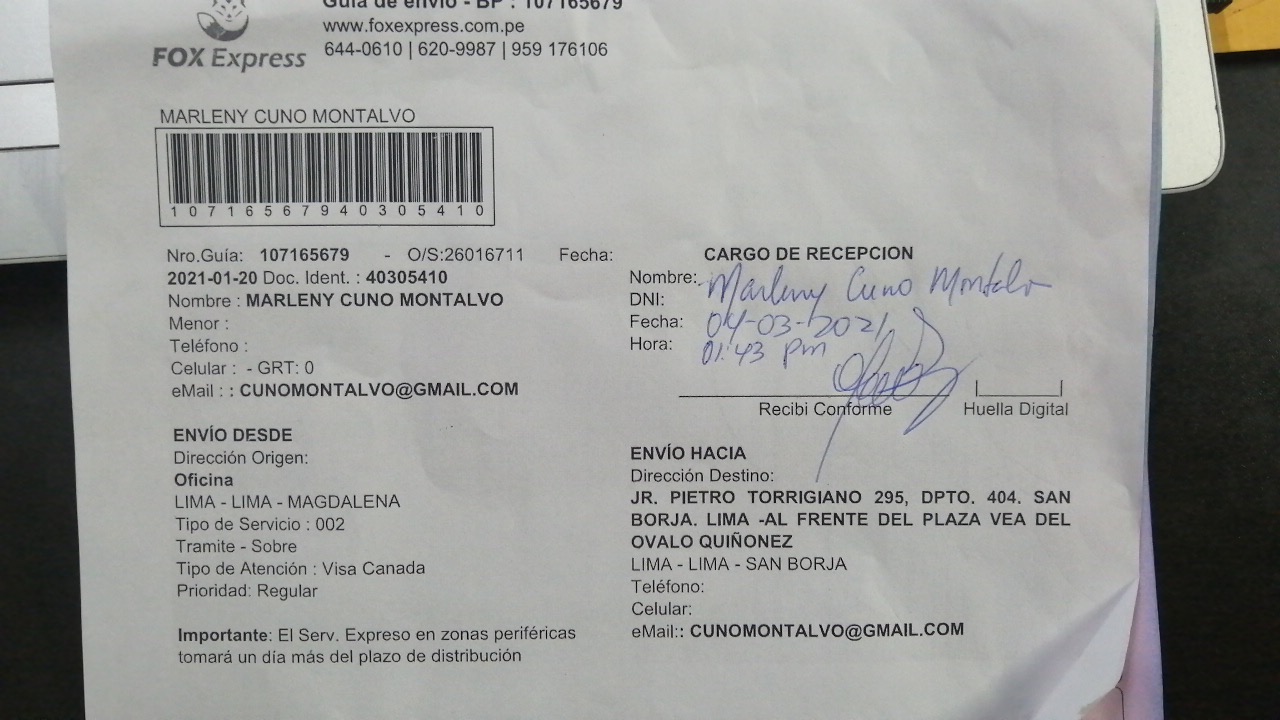 Guía de envío - BP : 107165679
www.foxexpress.com.pe
644-0610 | 620-9987 | 959 176106
FOX Express
MARLENY CUNO MONTALVO
10716567940305410
Nro.Guía: 107165679 - O/S:26016711 Fecha:
2021-01-20 Doc. Ident. : 40305410
Nombre : MARLENY CUNO MONTALVO
Menor :
Teléfono :
Celular : - GRT: 0
eMail : : CUNOMONTALVO@GMAIL.COM
ENVÍO DESDE
Dirección Origen:
Oficina
LIMA - LIMA - MAGDALENA
Tipo de Servicio : 002
Tramite - Sobre
Tipo de Atención : Visa Canada
Prioridad: Regular
Importante: El Serv. Expreso en zonas periféricas
tomará un día más del plazo de distribución
CARGO DE RECEPCION
Nombre: Marleny Cuno Montalvo
DNI:
Fecha: 04-03-2021
Hora: 01:43 pm
Recibi Conforme
Huella Digital
ENVÍO HACIA
Dirección Destino:
JR. PIETRO TORRIGIANO 295, DPTO. 404. SAN
BORJA. LIMA -AL FRENTE DEL PLAZA VEA DEL
OVALO QUIÑONEZ
LIMA - LIMA - SAN BORJA
Teléfono:
Celular:
eMail:: CUNOMONTALVO@GMAIL.COM